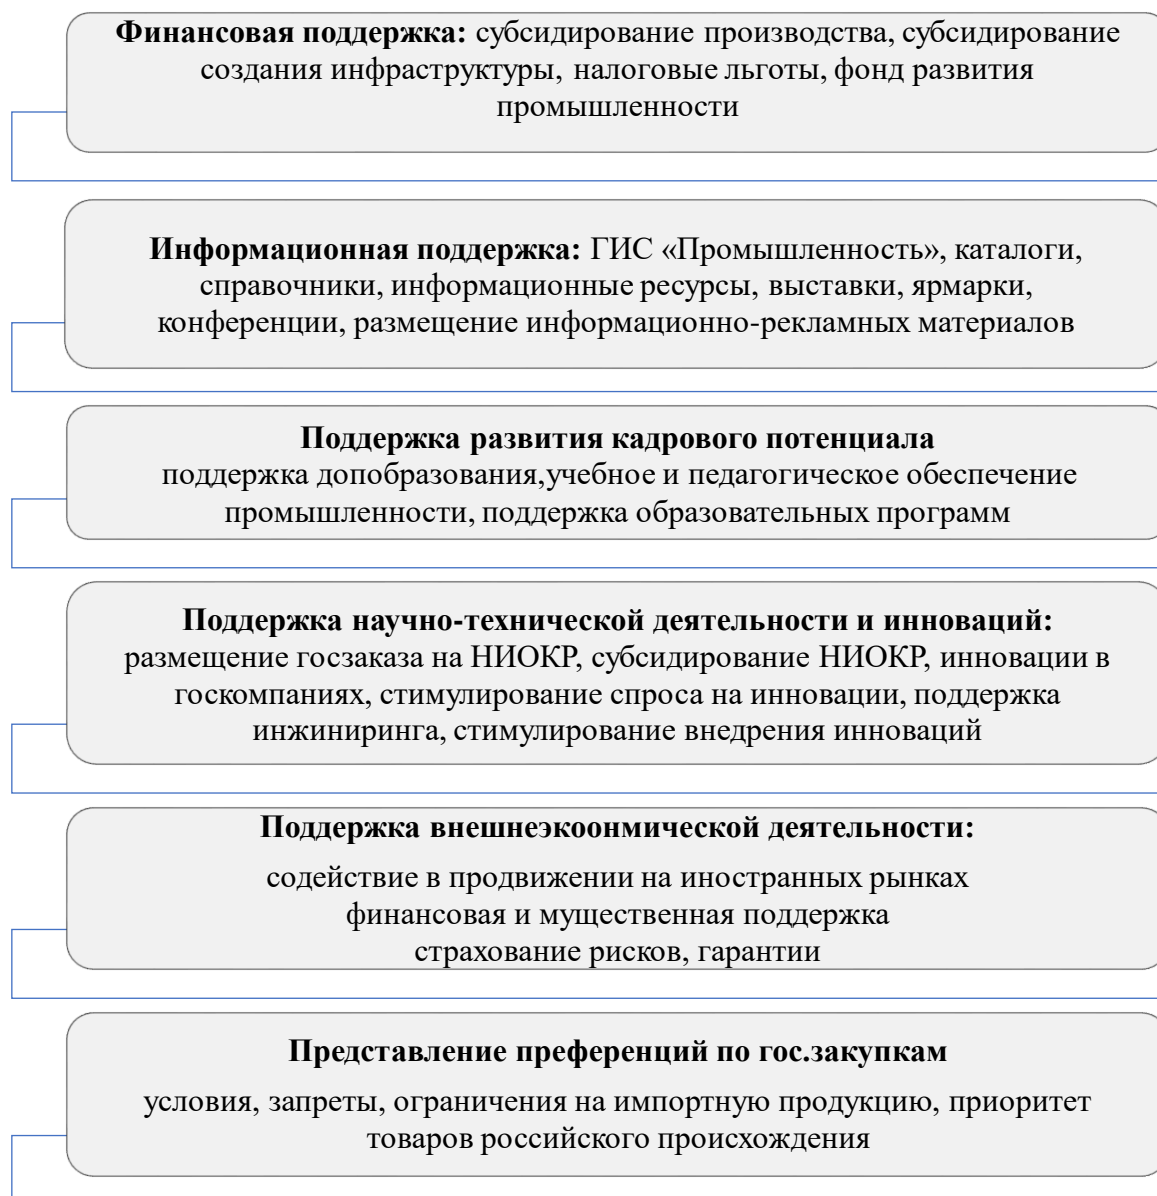 Финансовая поддержка: субсидирование производства, субсидирование
создания инфраструктуры, налоговые льготы, фонд развития
промышленности
Информационная поддержка: ГИС «Промышленность», каталоги,
справочники, информационные ресурсы, выставки, ярмарки,
конференции, размещение информационно-рекламных материалов
Поддержка развития кадрового потенциала
поддержка допобразования,учебное и педагогическое обеспечение
промышленности, поддержка образовательных программ
Поддержка научно-технической деятельности и инноваций:
размещение госзаказа на НИОКР, субсидирование НИОКР, инновации в
госкомпаниях, стимулирование спроса на инновации, поддержка
инжиниринга, стимулирование внедрения инноваций
Поддержка внешнеэкоонмической деятельности:
содействие в продвижении на иностранных рынках
финансовая и мущественная поддержка
страхование рисков, гарантии
Представление преференций по гос.закупкам
условия, запреты, ограничения на импортную продукцию, приоритет
товаров российского происхождения